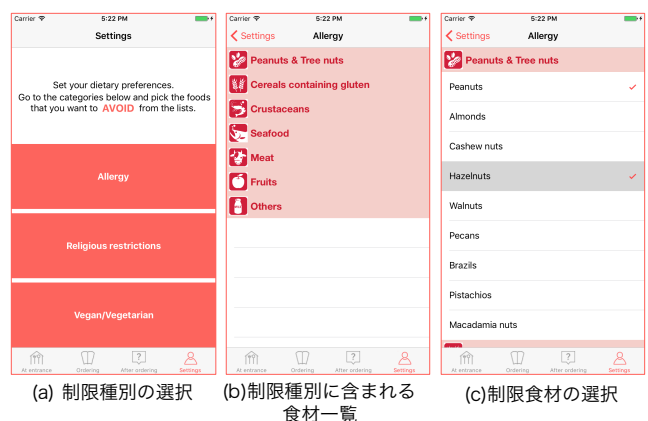 Carrier 5:22 PM
Settings
Set your dietary preferences.
Go to the categories below and pick the foods
that you want to AVOID from the lists.
Allergy
Religious restrictions
Vegan/Vegetarian
At entrance Ordering After ordering Settings
(a) 制限種別の選択
Carrier 5:22 PM
Settings Allergy
Peanuts & Tree nuts
Cereals containing gluten
Crustaceans
Seafood
Meat
Fruits
Others
At entrance Ordering After ordering Settings
(b)制限種別に含まれる
食材一覧
Carrier 5:22 PM
Settings Allergy
Peanuts & Tree nuts
Peanuts
Almonds
Cashew nuts
Hazelnuts
Walnuts
Pecans
Brazils
Pistachios
Macadamia nuts
At entrance Ordering After ordering Settings
(c)制限食材の選択